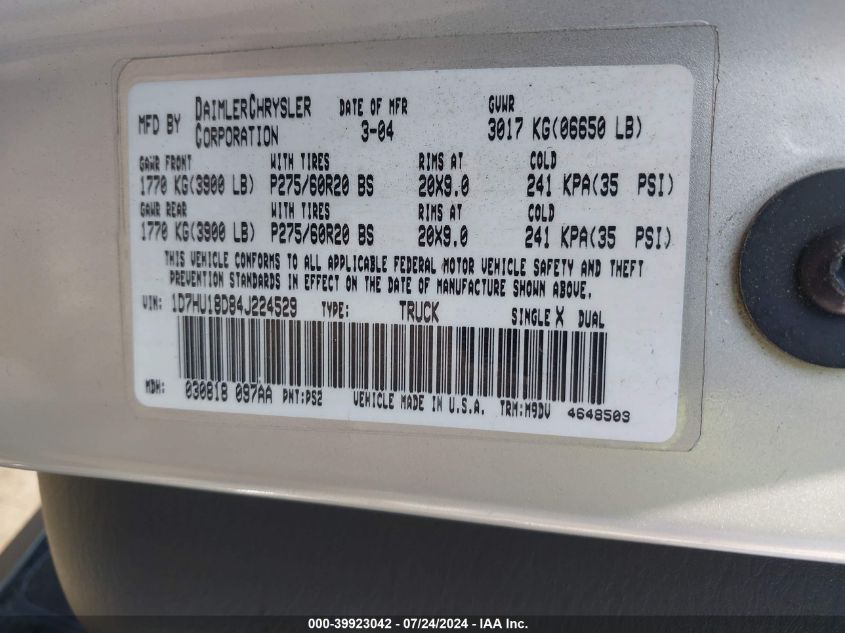 MFD BY DAIMLERCHRYSLER CORPORATION DATE OF MFR 3-04 GVWR 3017 KG(06650 LB)
GAWR FRONT WITH TIRES RIMS AT COLD
1770 KG(3900 LB) P275/60R20 BS 20X9.0 241 KPA(35 PSI)
GAWR REAR WITH TIRES RIMS AT COLD
1770 KG(3900 LB) P275/60R20 BS 20X9.0 241 KPA(35 PSI)
THIS VEHICLE CONFORMS TO ALL APPLICABLE FEDERAL MOTOR VEHICLE SAFETY AND THEFT
PREVENTION STANDARDS IN EFFECT ON THE DATE OF MANUFACTURE SHOWN ABOVE.
VIN: 1D7HU18D84J224529 TYPE: TRUCK SINGLE X DUAL
MDH: 030818 097AA PNT:PS2 VEHICLE MADE IN U.S.A. TRM:M9DV 4648503
000-39923042 / 07/24/2024 - IAA Inc.